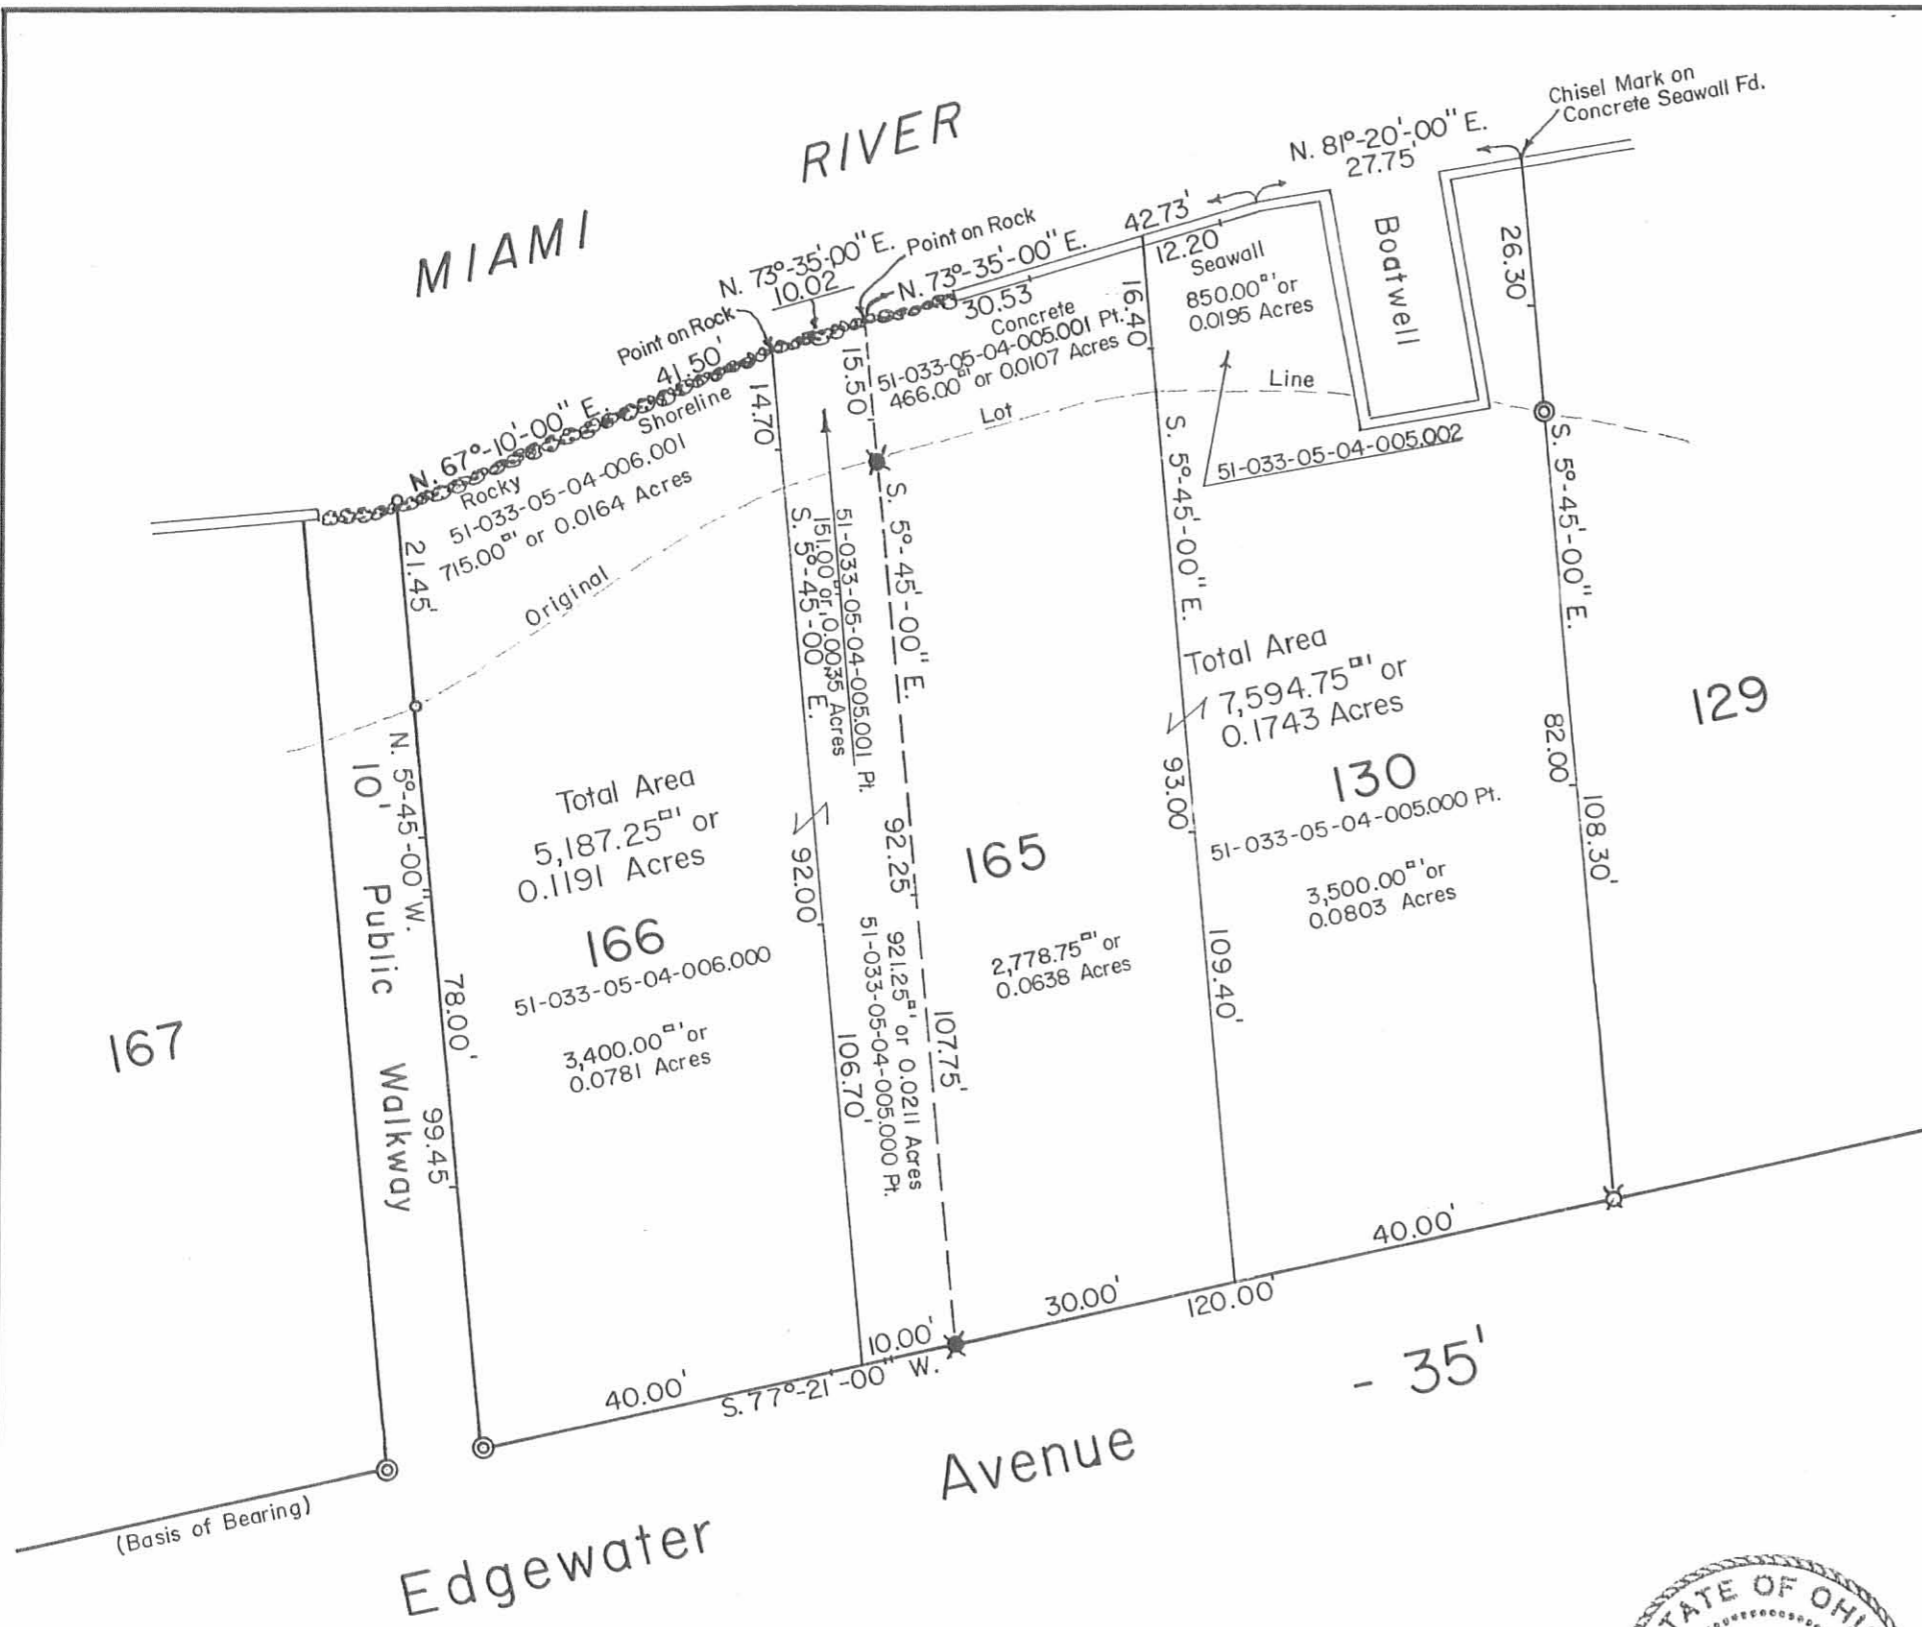 MIAMI RIVER
Chisel Mark on
Concrete Seawall Fd.
N. 81°-20'-00" E.
27.75'
Point on Rock
N. 73°-35'-00" E.
10.02
Point on Rock
N. 73°-35'-00" E.
42.73'
12.20'
30.53'
Concrete
Seawall
N. 67°-10'-00" E.
41.50'
Rocky Shoreline
51-033-05-04-006.001
715.00□' or 0.0164 Acres
51-033-05-04-005.001 Pt.
466.00□' or 0.0107 Acres
850.00□' or
0.0195 Acres
51-033-05-04-005.002
Boatwell
26.30'
16.40'
15.50'
14.70'
21.45'
Original Lot Line
S. 5°-45'-00" E.
S. 5°-45'-00" E.
S. 5°-45'-00" E.
S. 5°-45'-00" E.
51-033-05-04-005.001 Pt.
151.00□' or 0.0035 Acres
N. 5°-45'-00" W.
10' Public Walkway
78.00'
99.45'
167
Total Area
5,187.25□' or
0.1191 Acres
166
51-033-05-04-006.000
3,400.00□' or
0.0781 Acres
92.00'
106.70'
92.25'
107.75'
921.25□' or 0.0211 Acres
51-033-05-04-005.000 Pt.
165
2,778.75□' or
0.0638 Acres
93.00'
109.40'
Total Area
7,594.75□' or
0.1743 Acres
130
51-033-05-04-005.000 Pt.
3,500.00□' or
0.0803 Acres
82.00'
108.30'
129
40.00'
10.00'
30.00'
40.00'
S. 77°-21'-00" W.
120.00'
(Basis of Bearing)
Edgewater Avenue - 35'
STATE OF OHI